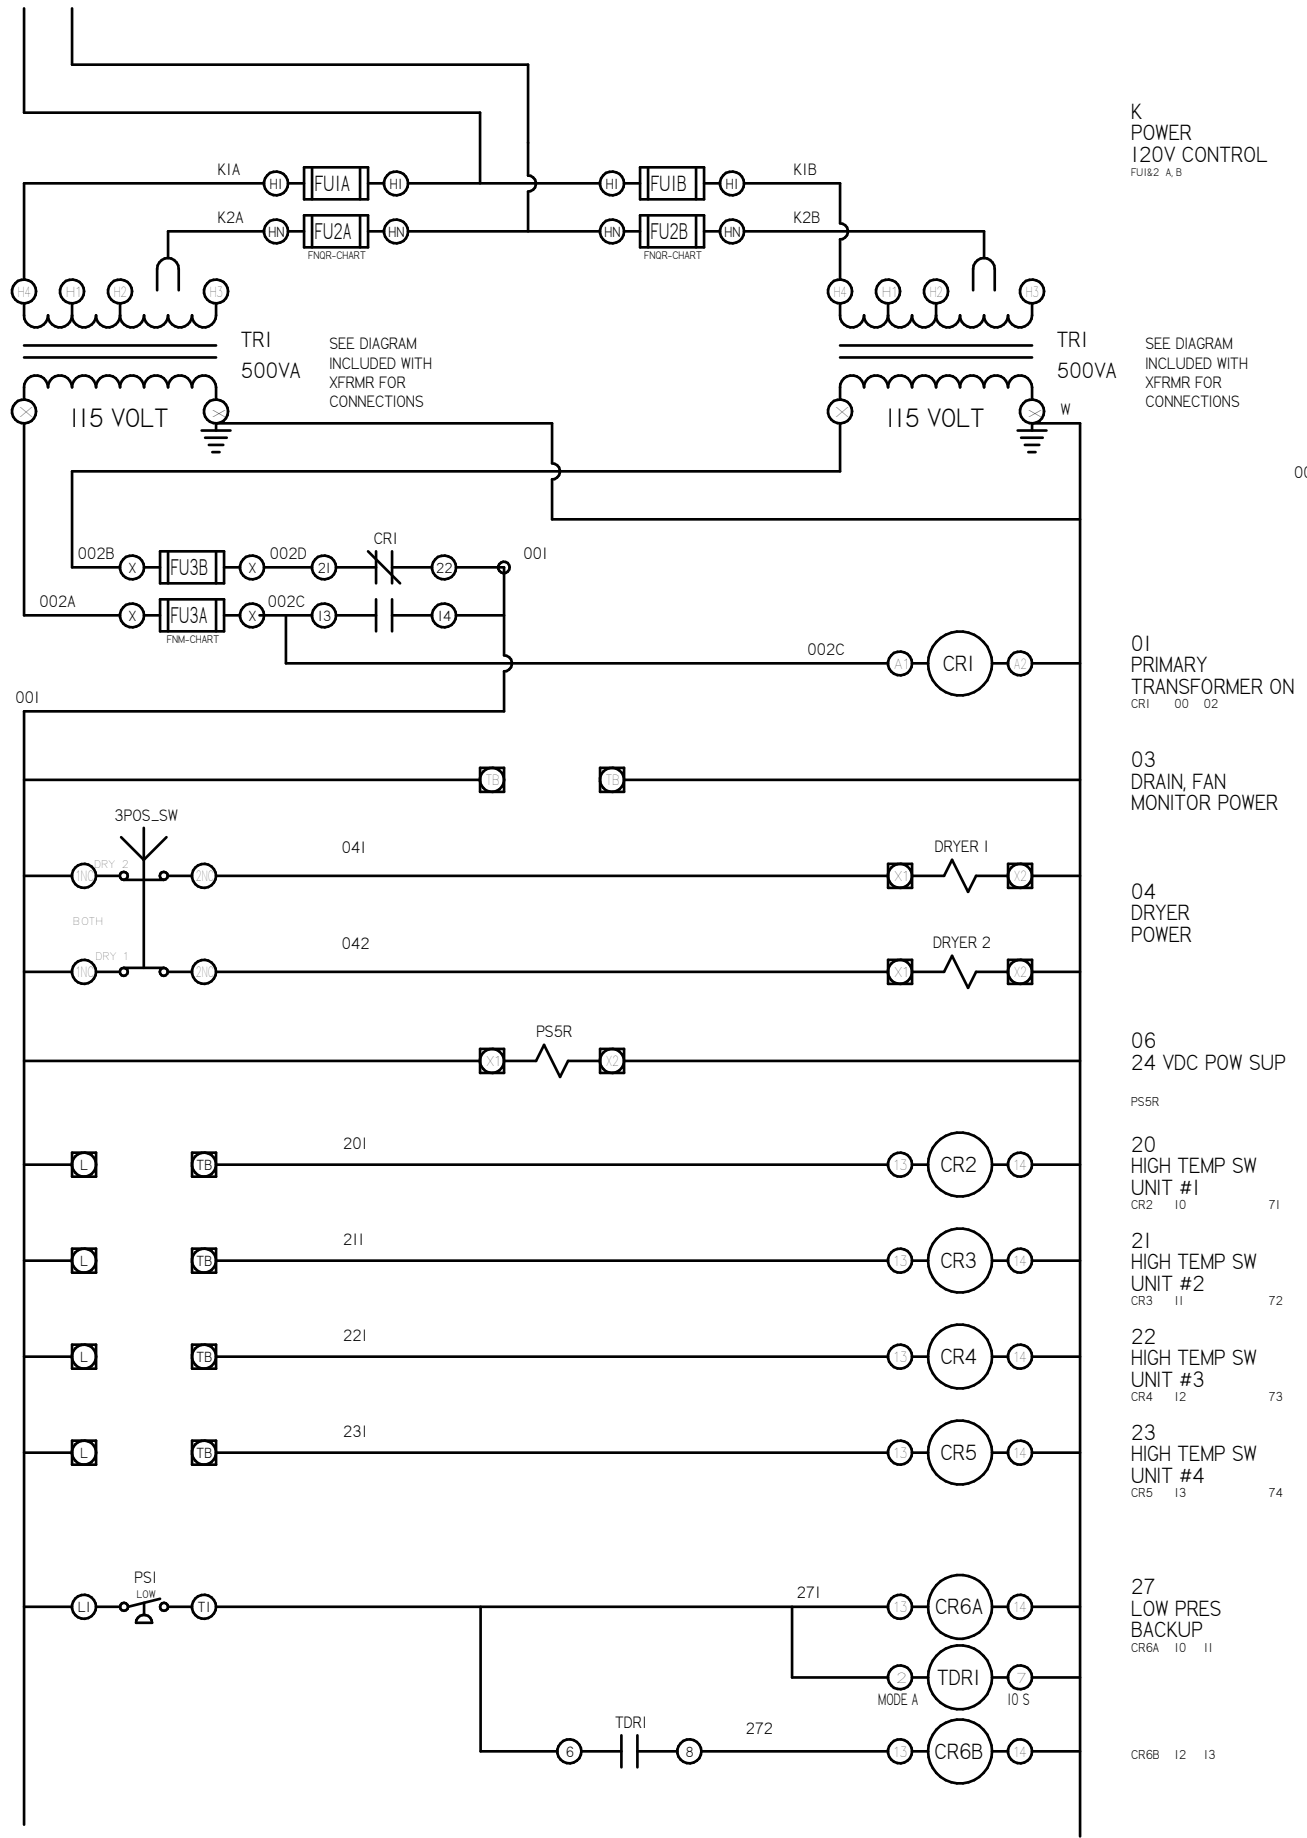 K
POWER
120V CONTROL
FU1&2 A, B
K1A
H1
FU1A
H1
H1
FU1B
H1
K1B
K2A
HN
FU2A
HN
HN
FU2B
HN
K2B
FNQR-CHART
FNQR-CHART
H4
H1
H2
H3
H4
H1
H2
H3
TR1
500VA
SEE DIAGRAM
INCLUDED WITH
XFRMR FOR
CONNECTIONS
TR1
500VA
SEE DIAGRAM
INCLUDED WITH
XFRMR FOR
CONNECTIONS
X
115 VOLT
X
X
115 VOLT
X
W
00
CR1
002B
X
FU3B
X
002D
21
22
001
002A
X
FU3A
X
002C
13
14
FNM-CHART
002C
A1
CR1
A2
01
PRIMARY
TRANSFORMER ON
CR1 00 02
001
TB
TB
03
DRAIN, FAN
MONITOR POWER
3POS_SW
DRY 2
1NC
2NC
041
DRYER 1
X1
X2
BOTH
04
DRYER
POWER
DRY 1
1NC
2NC
042
DRYER 2
X1
X2
PS5R
X1
X2
06
24 VDC POW SUP
PS5R
L
TB
201
13
CR2
14
20
HIGH TEMP SW
UNIT #1
CR2 10 71
L
TB
211
13
CR3
14
21
HIGH TEMP SW
UNIT #2
CR3 11 72
L
TB
221
13
CR4
14
22
HIGH TEMP SW
UNIT #3
CR4 12 73
L
TB
231
13
CR5
14
23
HIGH TEMP SW
UNIT #4
CR5 13 74
PS1
LOW
L1
T1
271
13
CR6A
14
27
LOW PRES
BACKUP
CR6A 10 11
2
TDR1
7
MODE A
10 S
TDR1
6
8
272
13
CR6B
14
CR6B 12 13